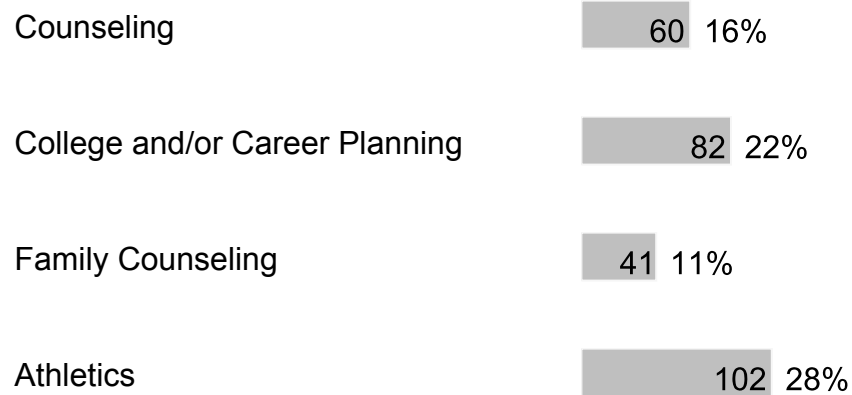 Counseling 60 16%
College and/or Career Planning 82 22%
Family Counseling 41 11%
Athletics 102 28%